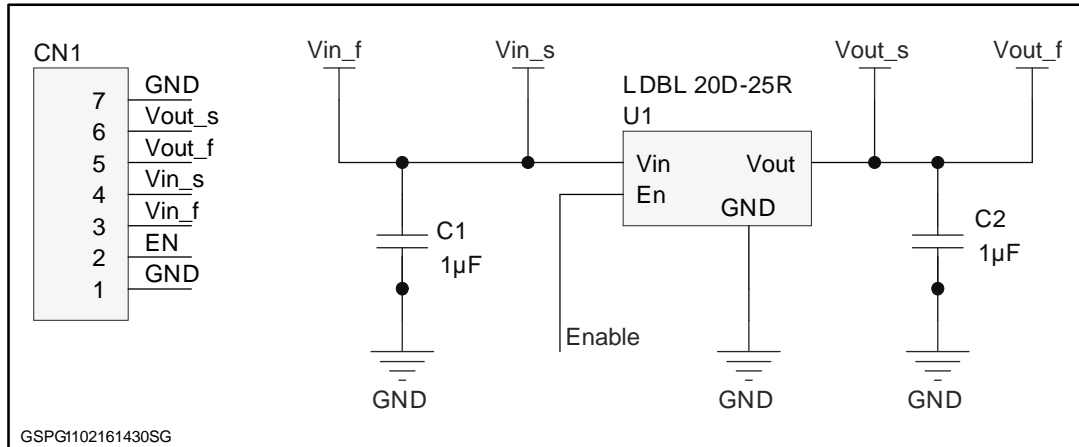 CN1
7 GND
6 Vout_s
5 Vout_f
4 Vin_s
3 Vin_f
2 EN
1 GND
Vin_f
Vin_s
Vout_s
Vout_f
LDBL 20D-25R
U1
Vin
Vout
En
GND
C1
1µF
C2
1µF
Enable
GND
GND
GND
GSPG1102161430SG